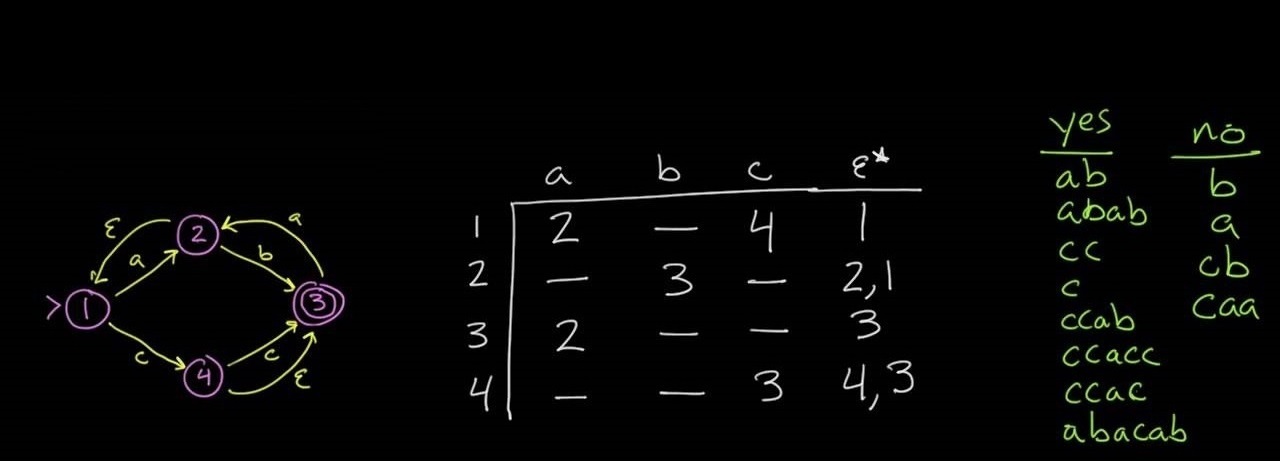 ε
a
2
b
a
> 1
3
c
4
c
ε
a b c ε*
1 2 — — 4 1
2 — 3 — 2,1
3 2 — — 3
4 — — 3 4,3
yes
ab
abab
cc
c
ccab
ccacc
ccac
abacab
no
b
a
cb
caa